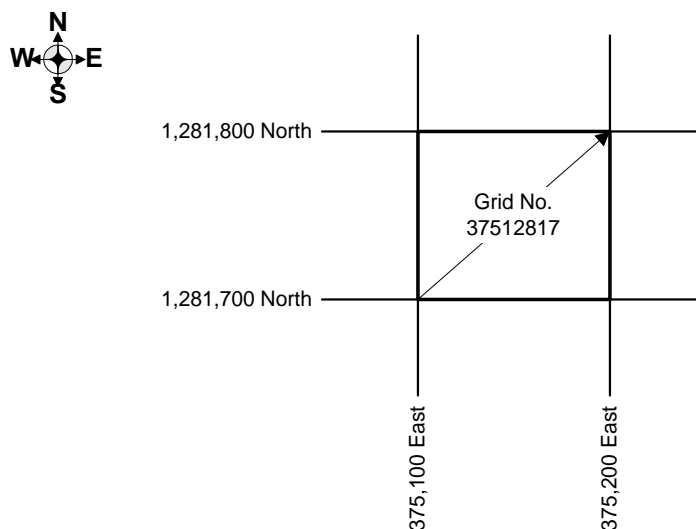 N
W E
S
1,281,800 North
Grid No.
37512817
1,281,700 North
375,100 East
375,200 East